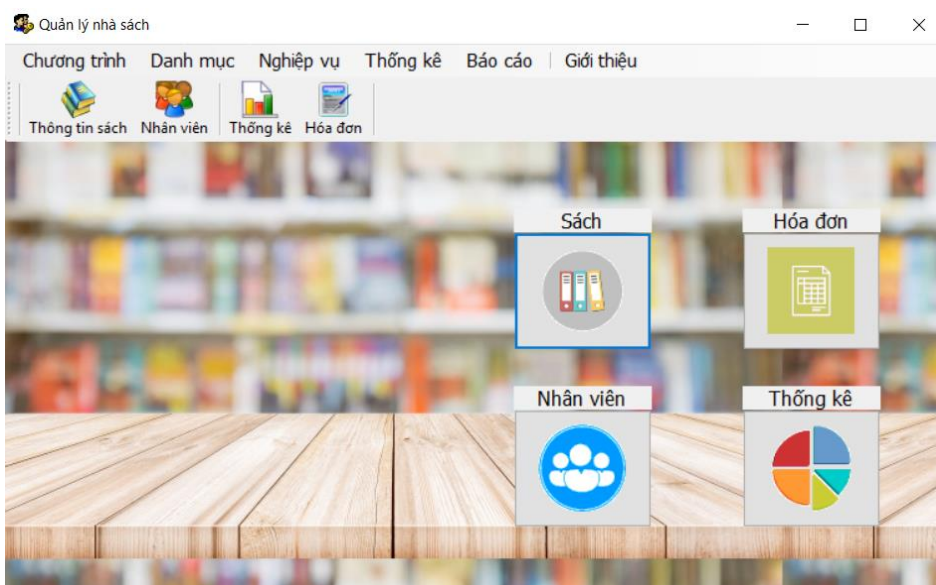 Quản lý nhà sách
Chương trình Danh mục Nghiệp vụ Thống kê Báo cáo Giới thiệu
Thông tin sách Nhân viên Thống kê Hóa đơn
Sách Hóa đơn
Nhân viên Thống kê